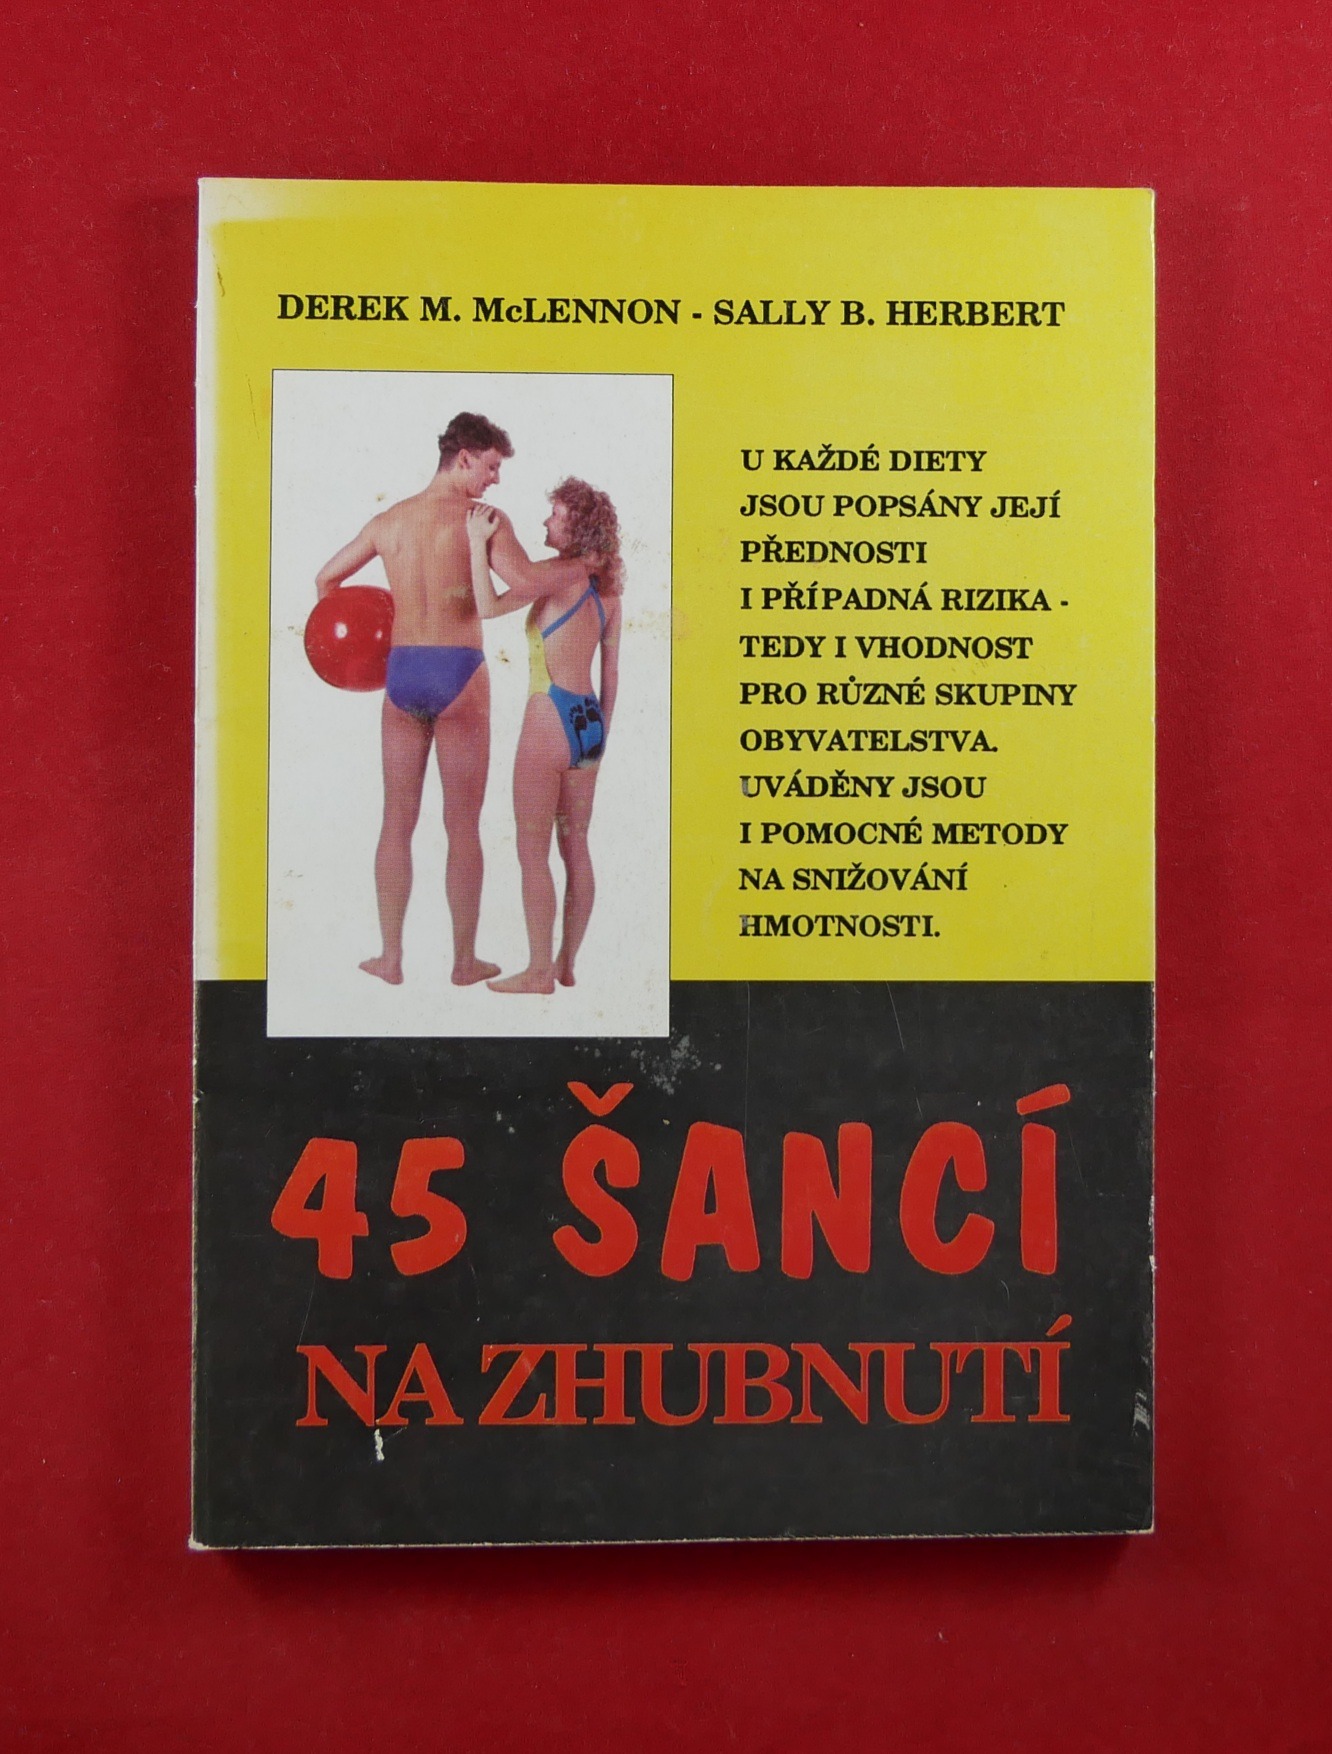 DEREK M. McLENNON - SALLY B. HERBERT
U KAŽDÉ DIETY
JSOU POPSÁNY JEJÍ
PŘEDNOSTI
I PŘÍPADNÁ RIZIKA -
TEDY I VHODNOST
PRO RŮZNÉ SKUPINY
OBYVATELSTVA.
UVÁDĚNY JSOU
I POMOCNÉ METODY
NA SNIŽOVÁNÍ
HMOTNOSTI.
45 ŠANCÍ
NA ZHUBNUTÍ